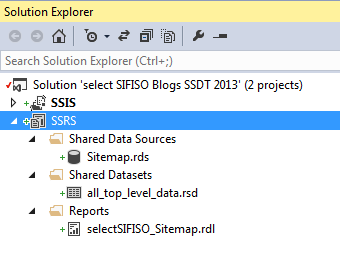 Solution Explorer
Search Solution Explorer (Ctrl+;)
Solution 'select SIFISO Blogs SSDT 2013' (2 projects)
SSIS
SSRS
Shared Data Sources
Sitemap.rds
Shared Datasets
all_top_level_data.rsd
Reports
selectSIFISO_Sitemap.rdl